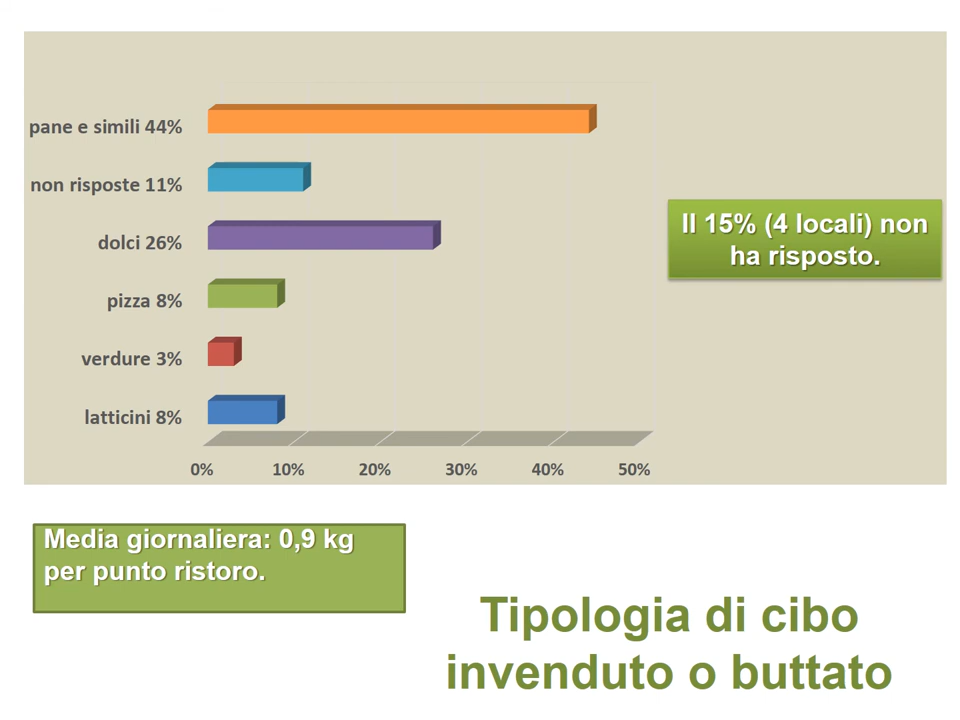 pane e simili 44%
non risposte 11%
dolci 26%
pizza 8%
verdure 3%
latticini 8%
0% 10% 20% 30% 40% 50%
Il 15% (4 locali) non
ha risposto.
Media giornaliera: 0,9 kg
per punto ristoro.
Tipologia di cibo
invenduto o buttato